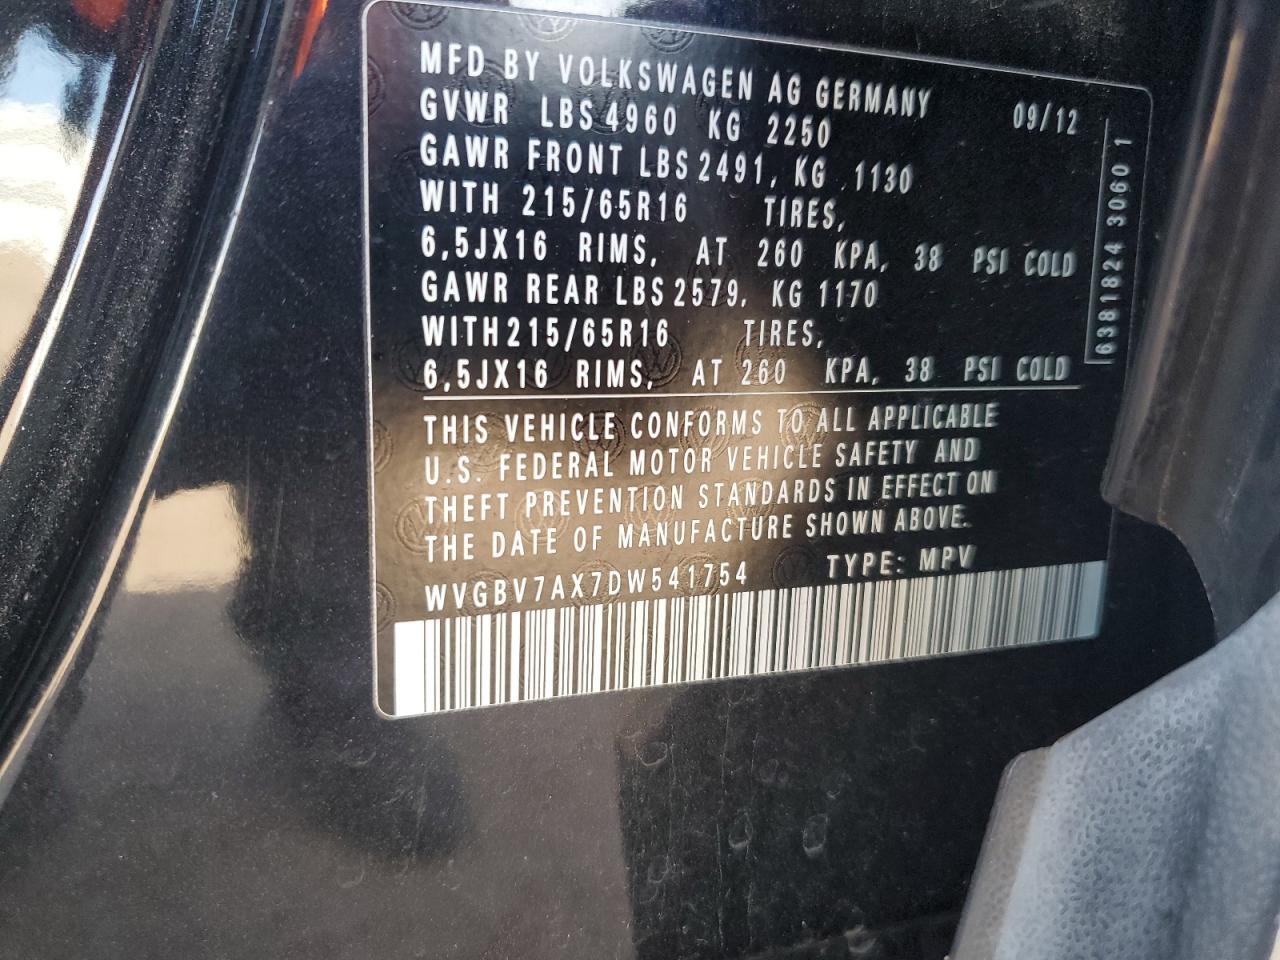 MFD BY VOLKSWAGEN AG GERMANY 09/12
GVWR LBS 4960 KG 2250
GAWR FRONT LBS 2491, KG 1130
WITH 215/65R16 TIRES,
6,5JX16 RIMS, AT 260 KPA, 38 PSI COLD
GAWR REAR LBS 2579, KG 1170
WITH 215/65R16 TIRES,
6,5JX16 RIMS, AT 260 KPA, 38 PSI COLD
THIS VEHICLE CONFORMS TO ALL APPLICABLE
U.S. FEDERAL MOTOR VEHICLE SAFETY AND
THEFT PREVENTION STANDARDS IN EFFECT ON
THE DATE OF MANUFACTURE SHOWN ABOVE.
WVGBV7AX7DW541754 TYPE: MPV
6381824 3060 1